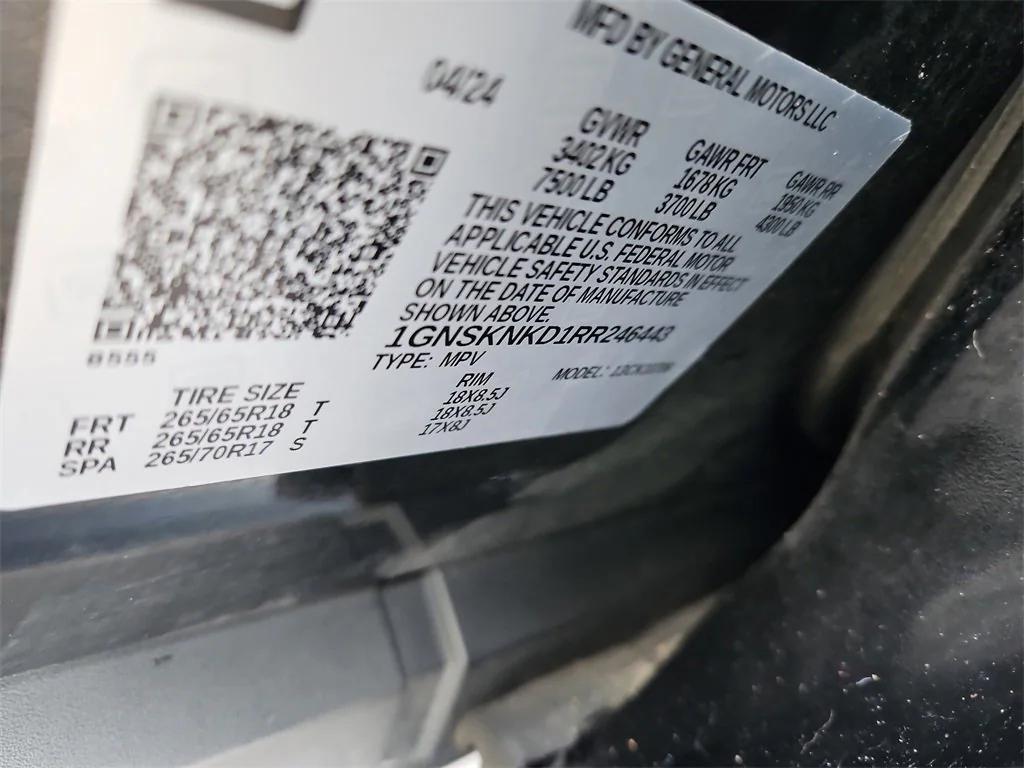 MFD BY GENERAL MOTORS LLC
04/24
GVWR GAWR FRT GAWR RR
3402 KG 1678 KG 1950 KG
7500 LB 3700 LB 4300 LB
THIS VEHICLE CONFORMS TO ALL
APPLICABLE U.S. FEDERAL MOTOR
VEHICLE SAFETY STANDARDS IN EFFECT
ON THE DATE OF MANUFACTURE
SHOWN ABOVE.
1GNSKNKD1RR246443
TYPE: MPV MODEL:
8555
TIRE SIZE RIM
FRT 265/65R18 T 18X8.5J
RR 265/65R18 T 18X8.5J
SPA 265/70R17 S 17X8J